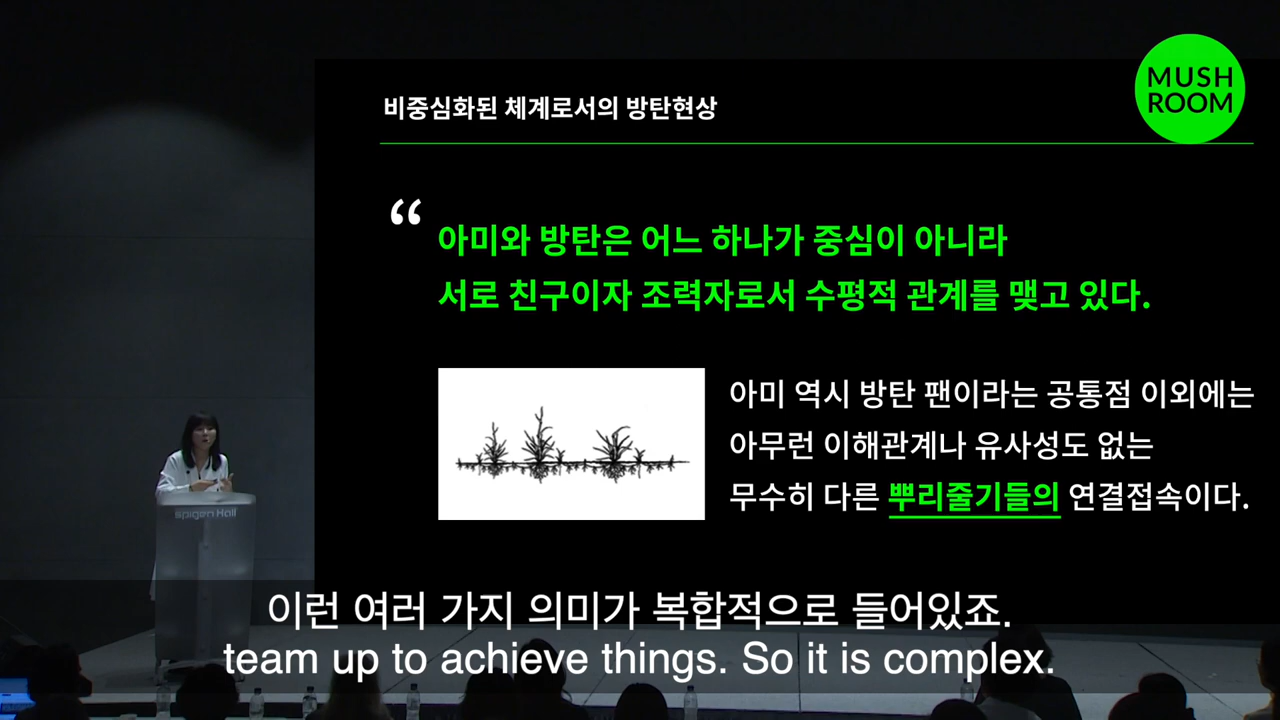 MUSH
ROOM
비중심화된 체계로서의 방탄현상
“
아미와 방탄은 어느 하나가 중심이 아니라
서로 친구이자 조력자로서 수평적 관계를 맺고 있다.
아미 역시 방탄 팬이라는 공통점 이외에는
아무런 이해관계나 유사성도 없는
무수히 다른 뿌리줄기들의 연결접속이다.
spigen Hall
이런 여러 가지 의미가 복합적으로 들어있죠.
team up to achieve things. So it is complex.